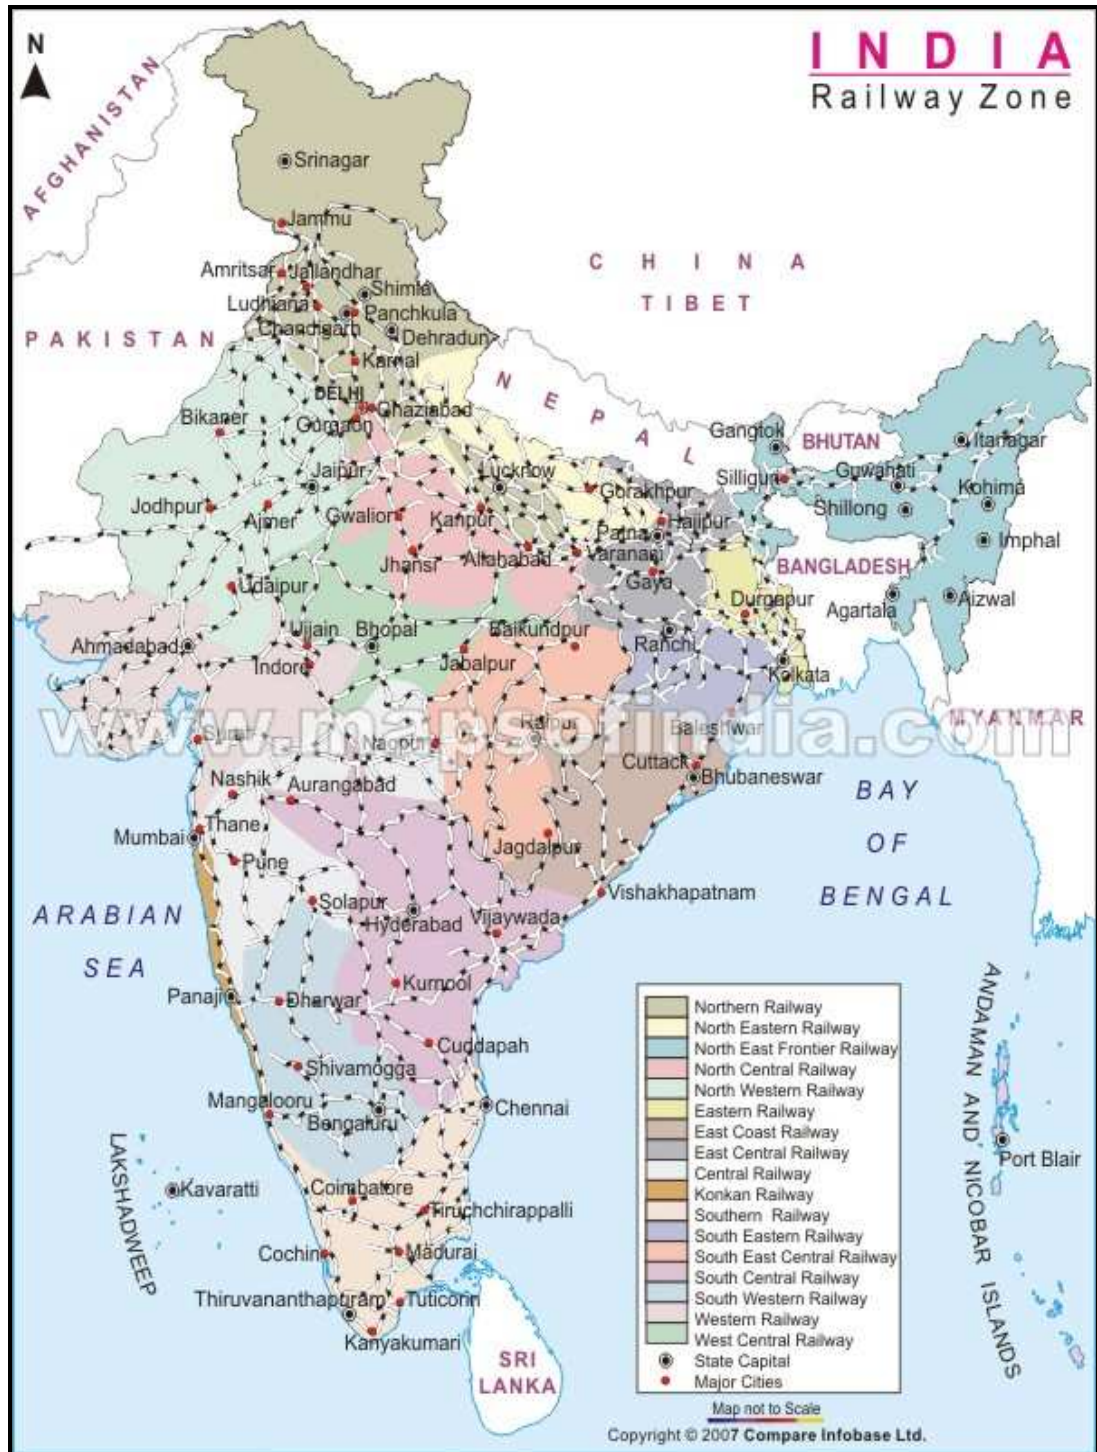 N
INDIA
Railway Zone
AFGHANISTAN
Srinagar
Jammu
CHINA
TIBET
Amritsar
Jallandhar
Shimla
Ludhiana
Panchkula
Chandigarh
Dehradun
PAKISTAN
Karnal
NEPAL
DELHI
Ghaziabad
Gurgaon
Bikaner
Gangtok
BHUTAN
Itanagar
Jaipur
Lucknow
Silliguri
Guwahati
Gorakhpur
Kohima
Jodhpur
Ajmer
Gwalior
Kanpur
Hajipur
Shillong
Patna
Imphal
Jhansi
Allahabad
Varanasi
BANGLADESH
Gaya
Udaipur
Durgapur
Agartala
Aizwal
Ahmadabad
Ujjain
Bhopal
Baikundpur
Ranchi
Indore
Jabalpur
Kolkata
www.mapsofindia.com
MYANMAR
Surat
Nagpur
Raipur
Baleshwar
Cuttack
Bhubaneswar
Nashik
Aurangabad
BAY
OF
BENGAL
Mumbai
Thane
Pune
Jagdalpur
Vishakhapatnam
ARABIAN
SEA
Solapur
Hyderabad
Vijaywada
Panaji
Dharwar
Kurnool
Cuddapah
Shivamogga
Mangalooru
Bengaluru
Chennai
LAKSHADWEEP
Kavaratti
Coimbatore
Tiruchchirappalli
Cochin
Madurai
Thiruvananthapuram
Tuticorin
Kanyakumari
SRI
LANKA
ANDAMAN AND NICOBAR ISLANDS
Port Blair
Northern Railway
North Eastern Railway
North East Frontier Railway
North Central Railway
North Western Railway
Eastern Railway
East Coast Railway
East Central Railway
Central Railway
Konkan Railway
Southern Railway
South Eastern Railway
South East Central Railway
South Central Railway
South Western Railway
Western Railway
West Central Railway
State Capital
Major Cities
Map not to Scale
Copyright © 2007 Compare Infobase Ltd.